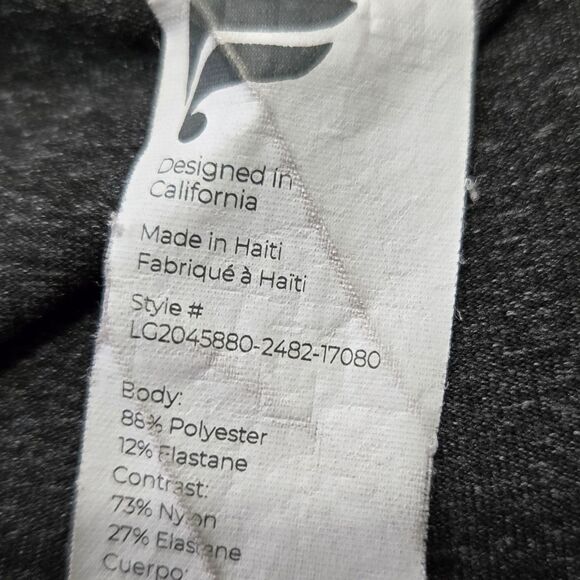 Designed in
California
Made in Haiti
Fabriqué à Haïti
Style #
LG2045880-2482-17080
Body:
88% Polyester
12% Elastane
Contrast:
73% Nylon
27% Elastane
Cuerpo: